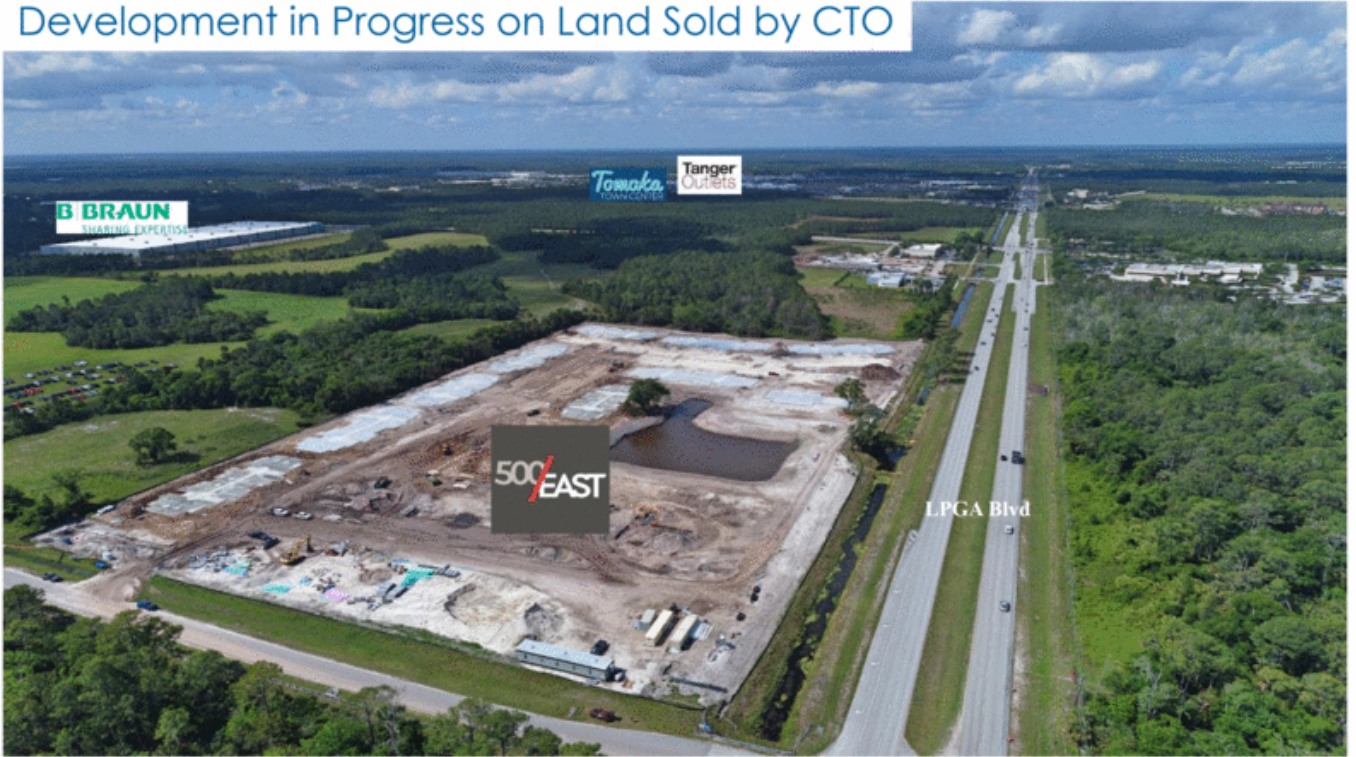 Development in Progress on Land Sold by CTO
Tomoka
TOWN CENTER
Tanger
Outlets
B BRAUN
SHARING EXPERTISE
500/EAST
LPGA Blvd